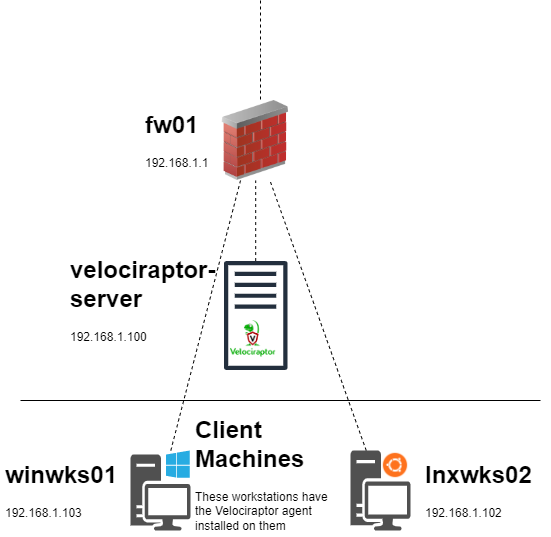 fw01
192.168.1.1
velociraptor-
server
192.168.1.100
V
Velociraptor
Client
Machines
winwks01
192.168.1.103
These workstations have
the Velociraptor agent
installed on them
lnxwks02
192.168.1.102